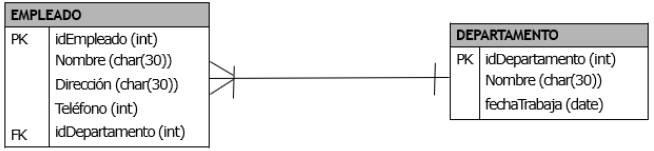 EMPLEADO
PK idEmpleado (int)
Nombre (char(30))
Dirección (char(30))
Teléfono (int)
FK idDepartamento (int)
DEPARTAMENTO
PK idDepartamento (int)
Nombre (char(30))
fechaTrabaja (date)